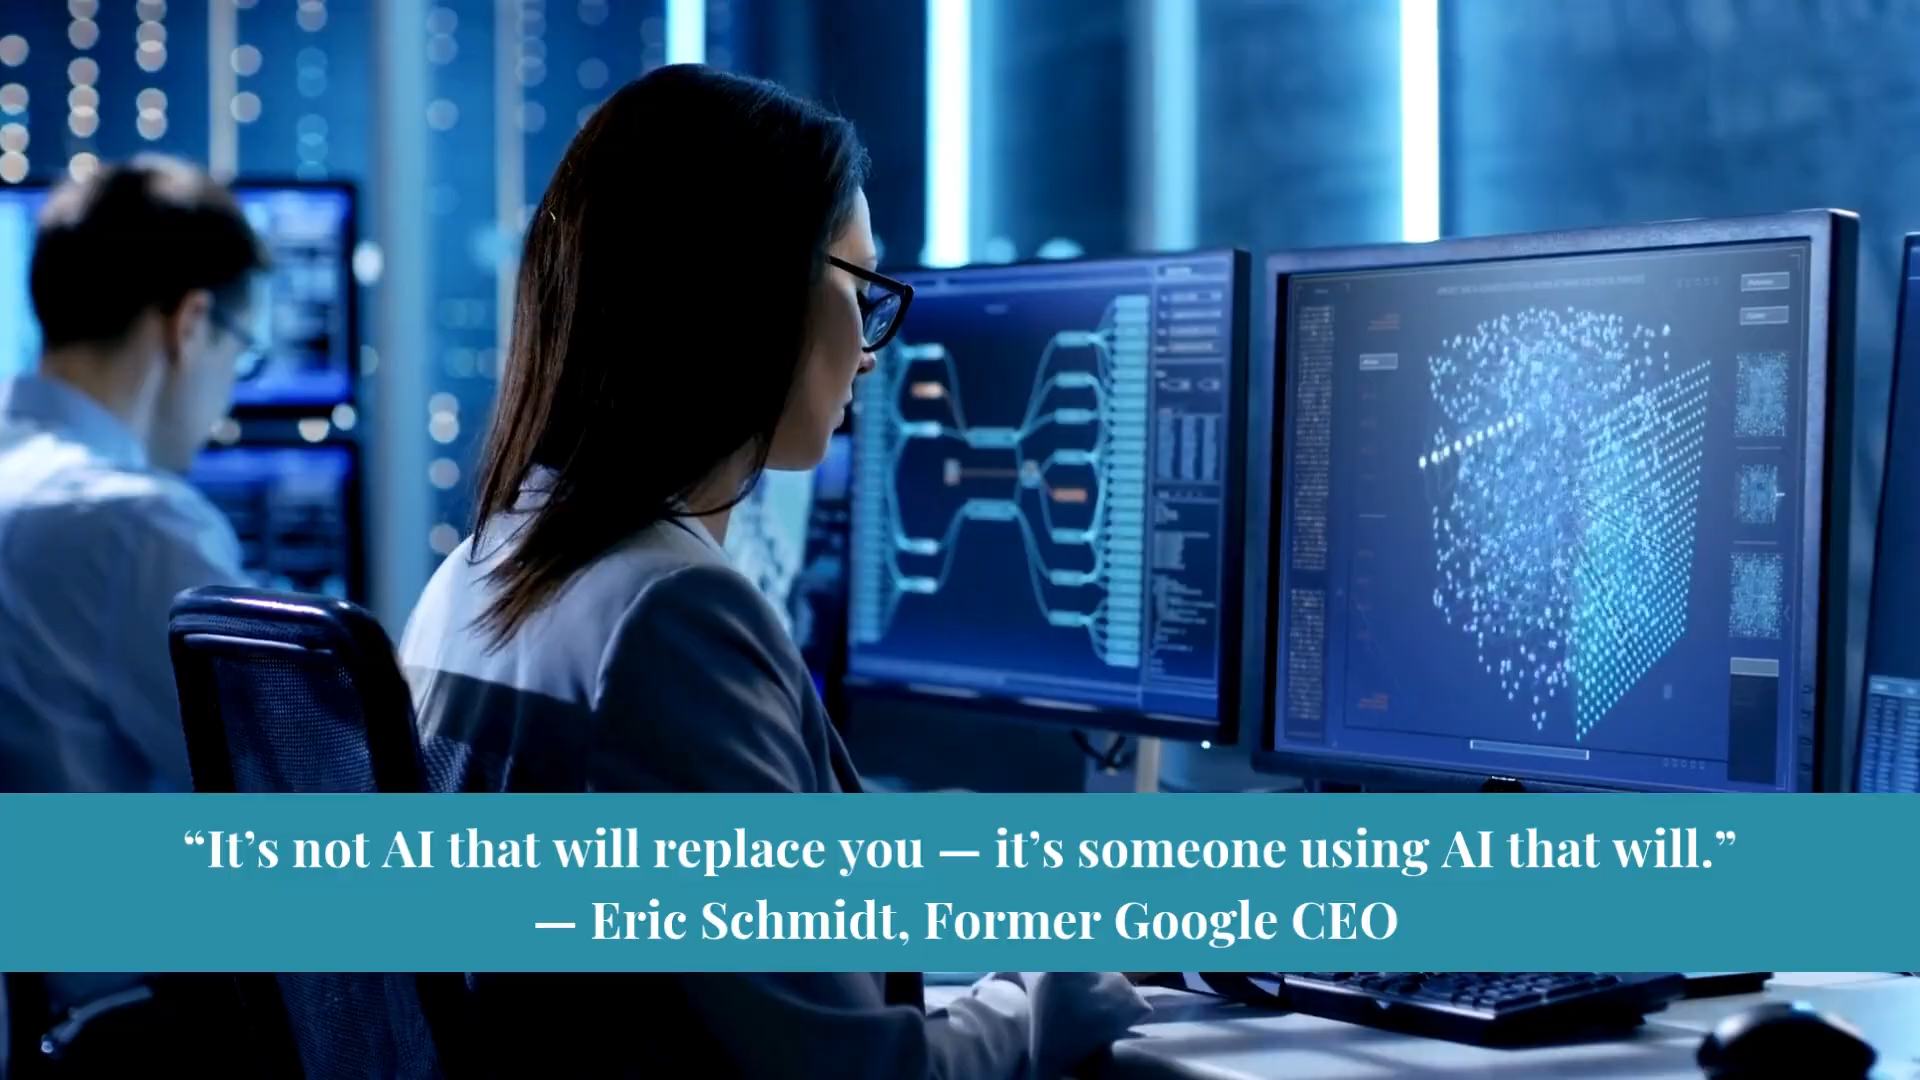 “It’s not AI that will replace you — it’s someone using AI that will.”
— Eric Schmidt, Former Google CEO